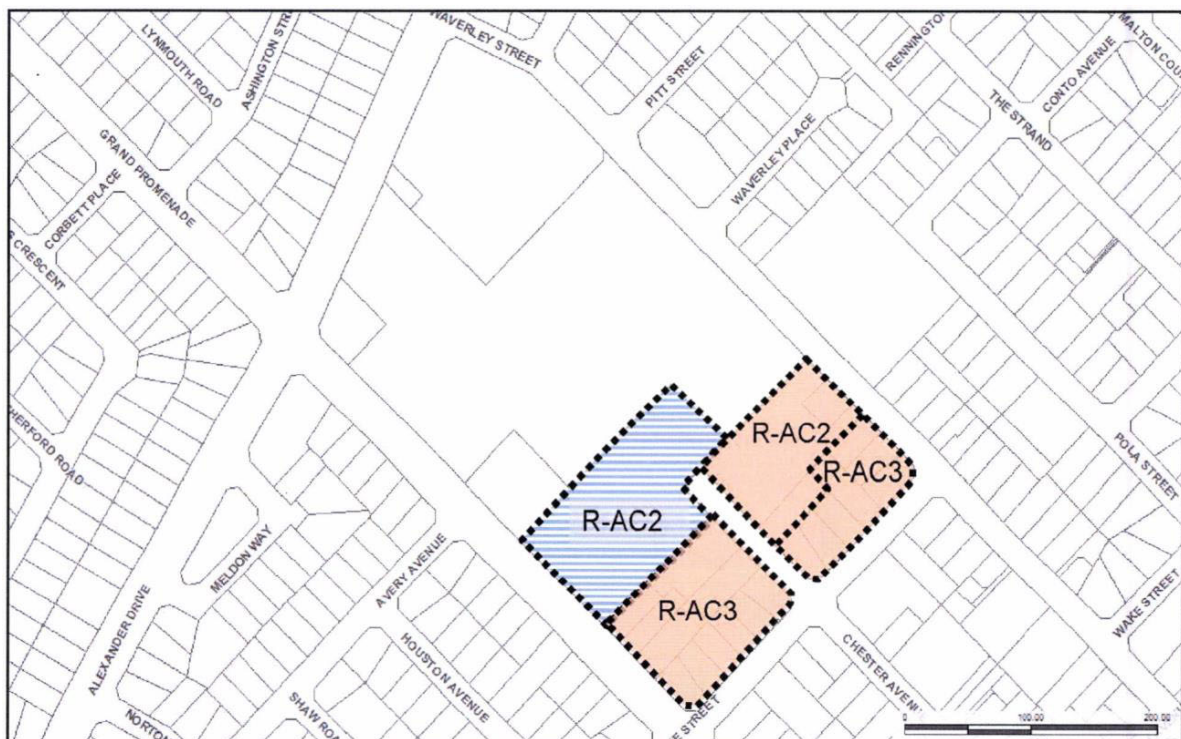 LYNMOUTH ROAD
ASHINGTON STR
WAVERLEY STREET
PITT STREET
RENNINGTON
MALTON COU
CONTO AVENUE
THE STRAND
GRAND PROMENADE
CORBETT PLACE
S CRESCENT
WAVERLEY PLACE
HERFORD ROAD
MELDON WAY
AVERY AVENUE
ALEXANDER DRIVE
HOUSTON AVENUE
SHAW ROA
NORTON
R-AC2
R-AC3
R-AC2
R-AC3
POLA STREET
WAKE STREET
CHESTER AVENU
E STREET
0 100.00 200.00